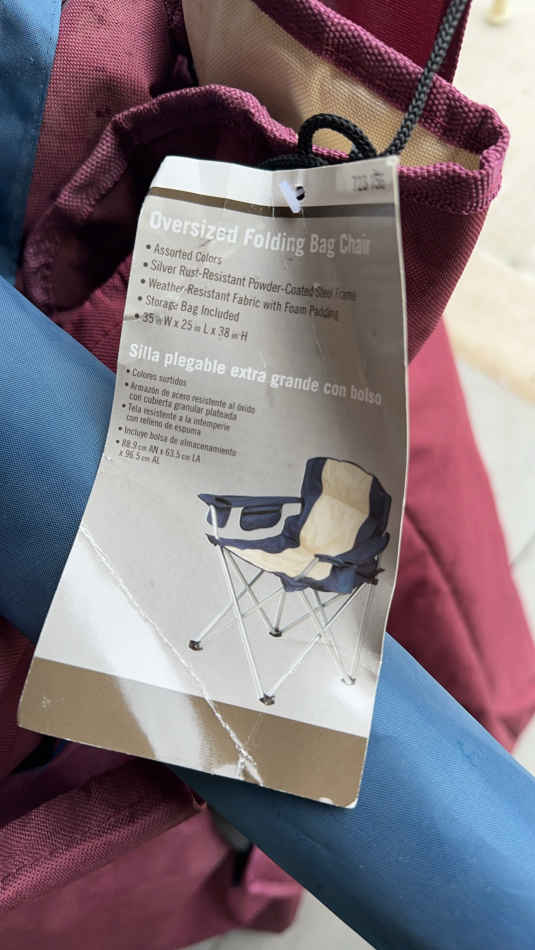 Oversized Folding Bag Chair
• Assorted Colors
• Silver Rust-Resistant Powder-Coated Steel Frame
• Weather-Resistant Fabric with Foam Padding
• Storage Bag Included
• 35 in W x 25 in L x 38 in H
Silla plegable extra grande con bolso
• Colores surtidos
• Armazón de acero resistente al óxido
con cubierta granular plateada
• Tela resistente a la intemperie
con relleno de espuma
• Incluye bolsa de almacenamiento
• 88.9 cm AN x 63.5 cm LA
x 96.5 cm AL